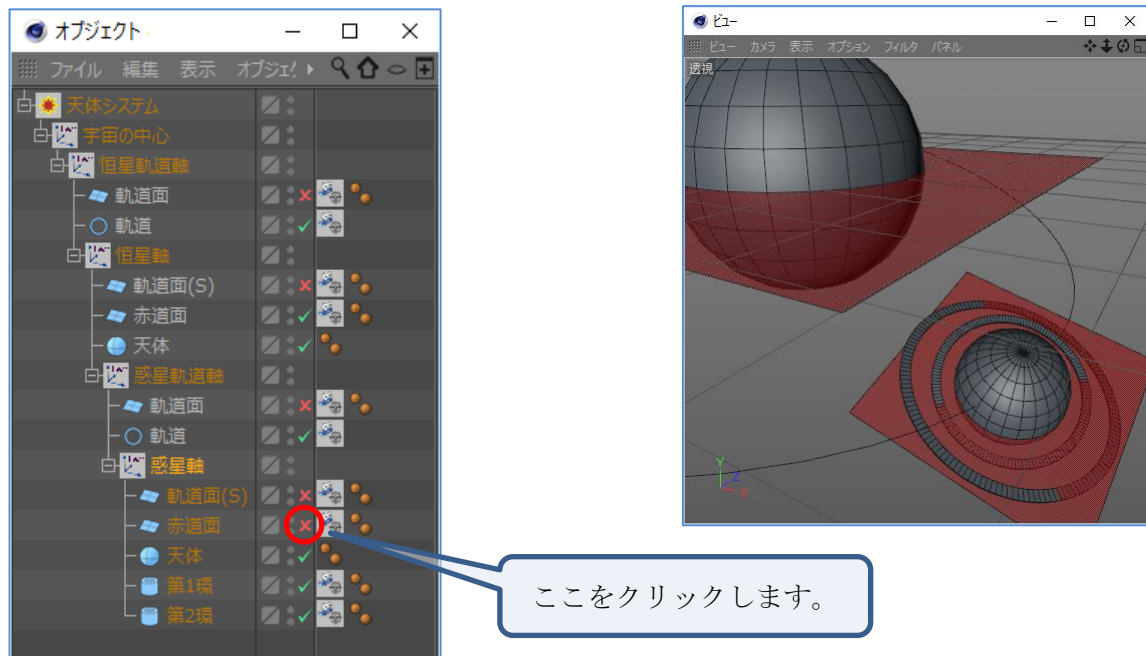 オブジェクト
ファイル 編集 表示 オブジェ
天体システム
宇宙の中心
恒星軌道軸
軌道面
軌道
恒星軸
軌道面(S)
赤道面
天体
惑星軌道軸
軌道面
軌道
惑星軸
軌道面(S)
赤道面
天体
第1環
第2環
ビュー
ビュー カメラ 表示 オプション フィルタ パネル
透視
Y
Z
X
ここをクリックします。